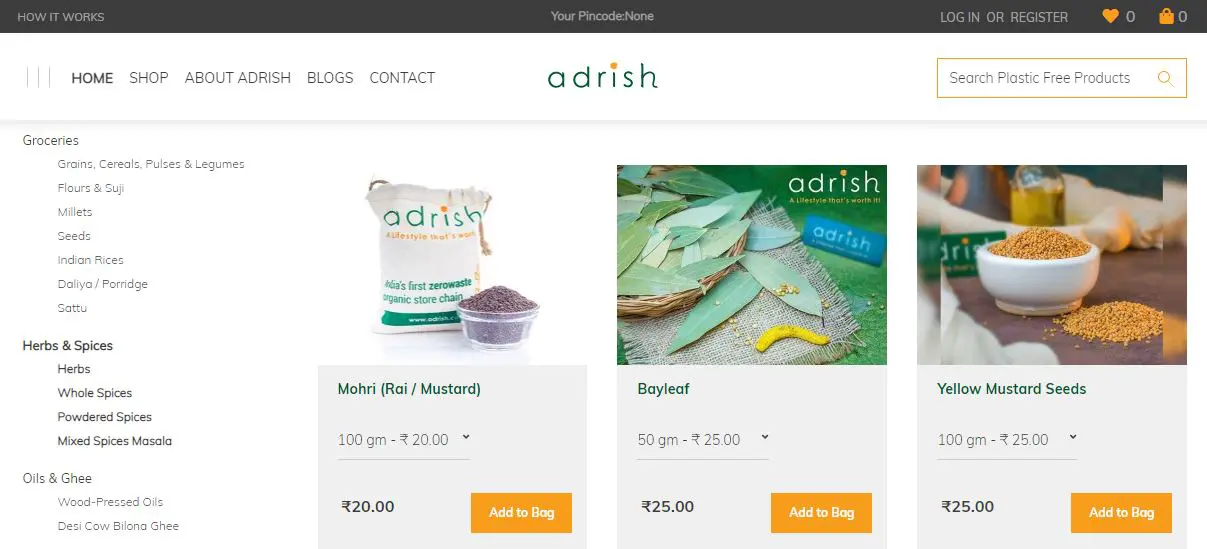 HOW IT WORKS
Your Pincode:None
LOG IN OR REGISTER
0
0
HOME SHOP ABOUT ADRISH BLOGS CONTACT
adrish
Search Plastic Free Products
Groceries
Grains, Cereals, Pulses & Legumes
Flours & Suji
Millets
Seeds
Indian Rices
Daliya / Porridge
Sattu
Herbs & Spices
Herbs
Whole Spices
Powdered Spices
Mixed Spices Masala
Oils & Ghee
Wood-Pressed Oils
Desi Cow Bilona Ghee
adrish
A Lifestyle that's worth
India's first zerowaste
organic store chain
www.adrish.c
Mohri (Rai / Mustard)
100 gm - ₹ 20.00
₹20.00
Add to Bag
adrish
A Lifestyle that's worth it!
adrish
Bayleaf
50 gm - ₹ 25.00
₹25.00
Add to Bag
Yellow Mustard Seeds
100 gm - ₹ 25.00
₹25.00
Add to Bag